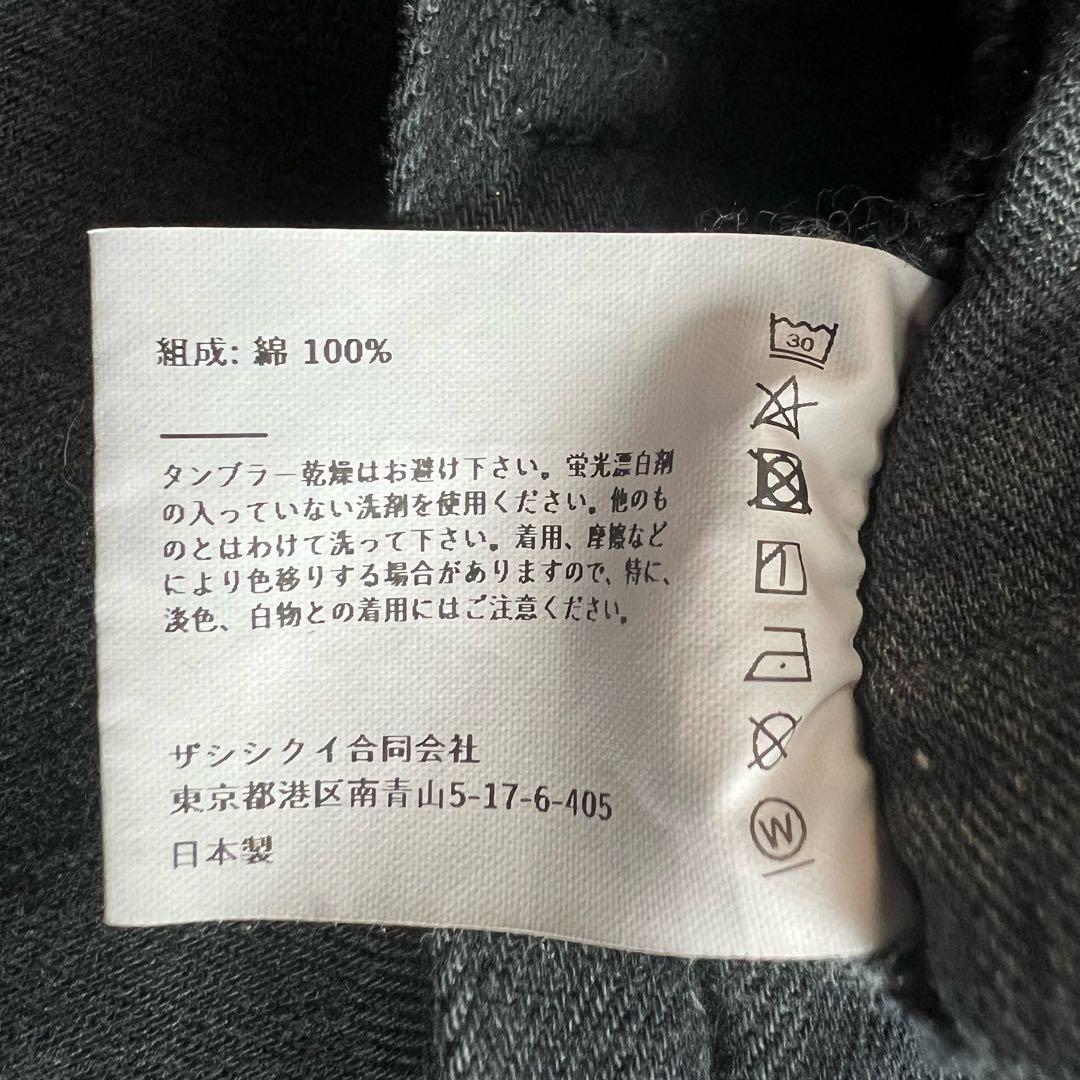 組成: 綿 100%
タンブラー乾燥はお避け下さい。蛍光漂白剤
の入っていない洗剤を使用ください。他のも
のとはわけて洗って下さい。着用、摩擦など
により色移りする場合がありますので、特に、
淡色、白物との着用にはご注意ください。
ザシシクイ合同会社
東京都港区南青山5-17-6-405
日本製
30
W